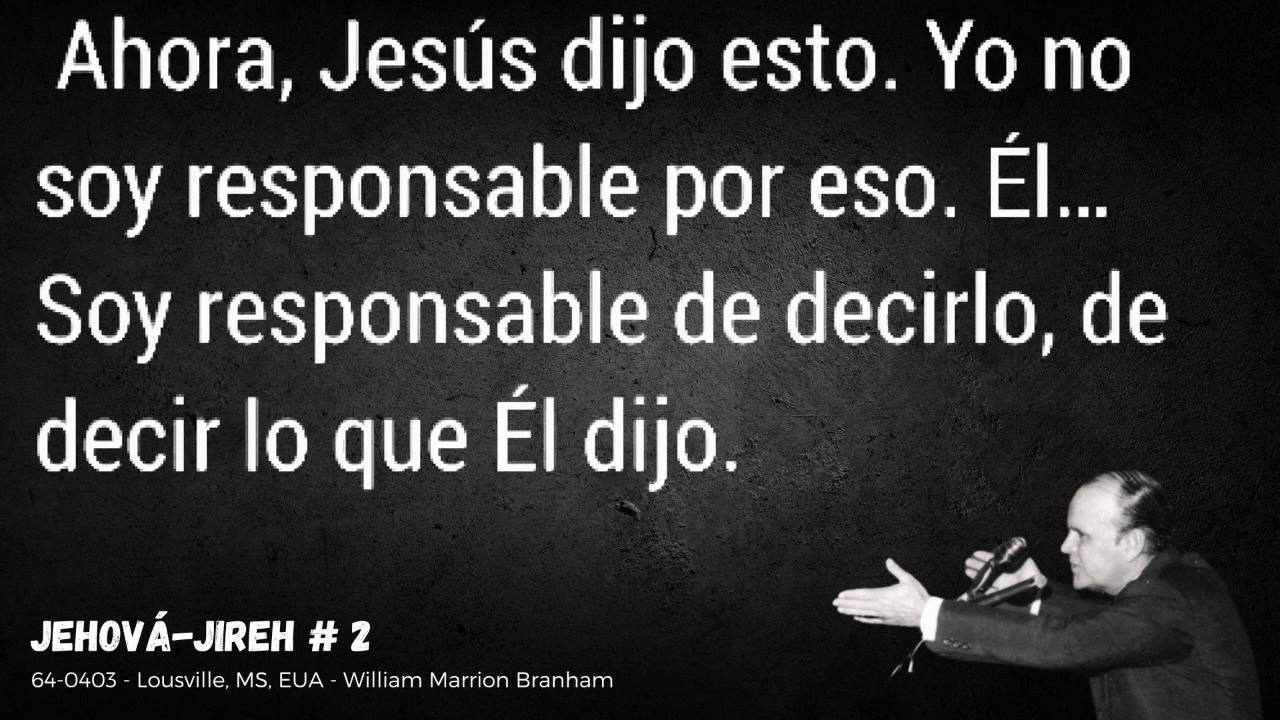 Ahora, Jesús dijo esto. Yo no
soy responsable por eso. Él...
Soy responsable de decirlo, de
decir lo que Él dijo.
JEHOVÁ-JIREH # 2
64-0403 - Lousville, MS, EUA - William Marrion Branham